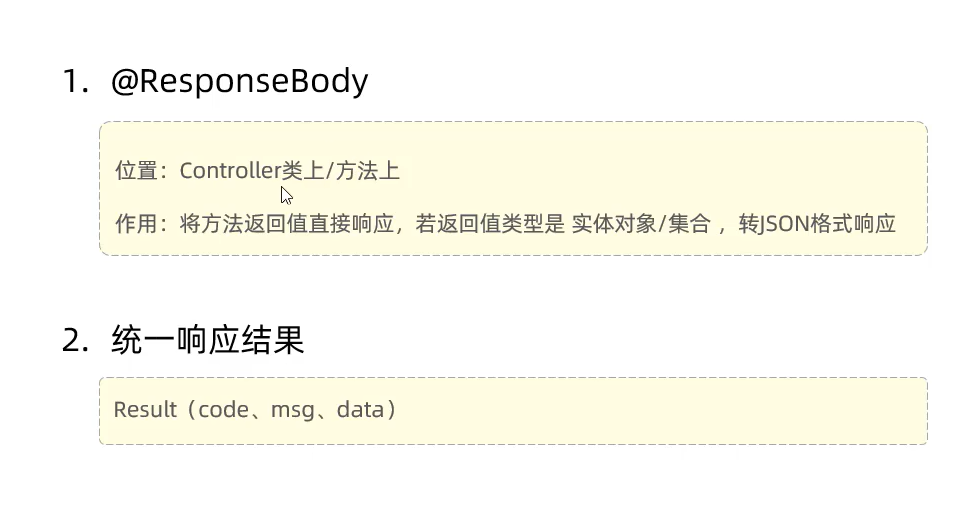 1. @ResponseBody
位置：Controller类上/方法上
作用：将方法返回值直接响应，若返回值类型是 实体对象/集合 ，转JSON格式响应
2. 统一响应结果
Result（code、msg、data）